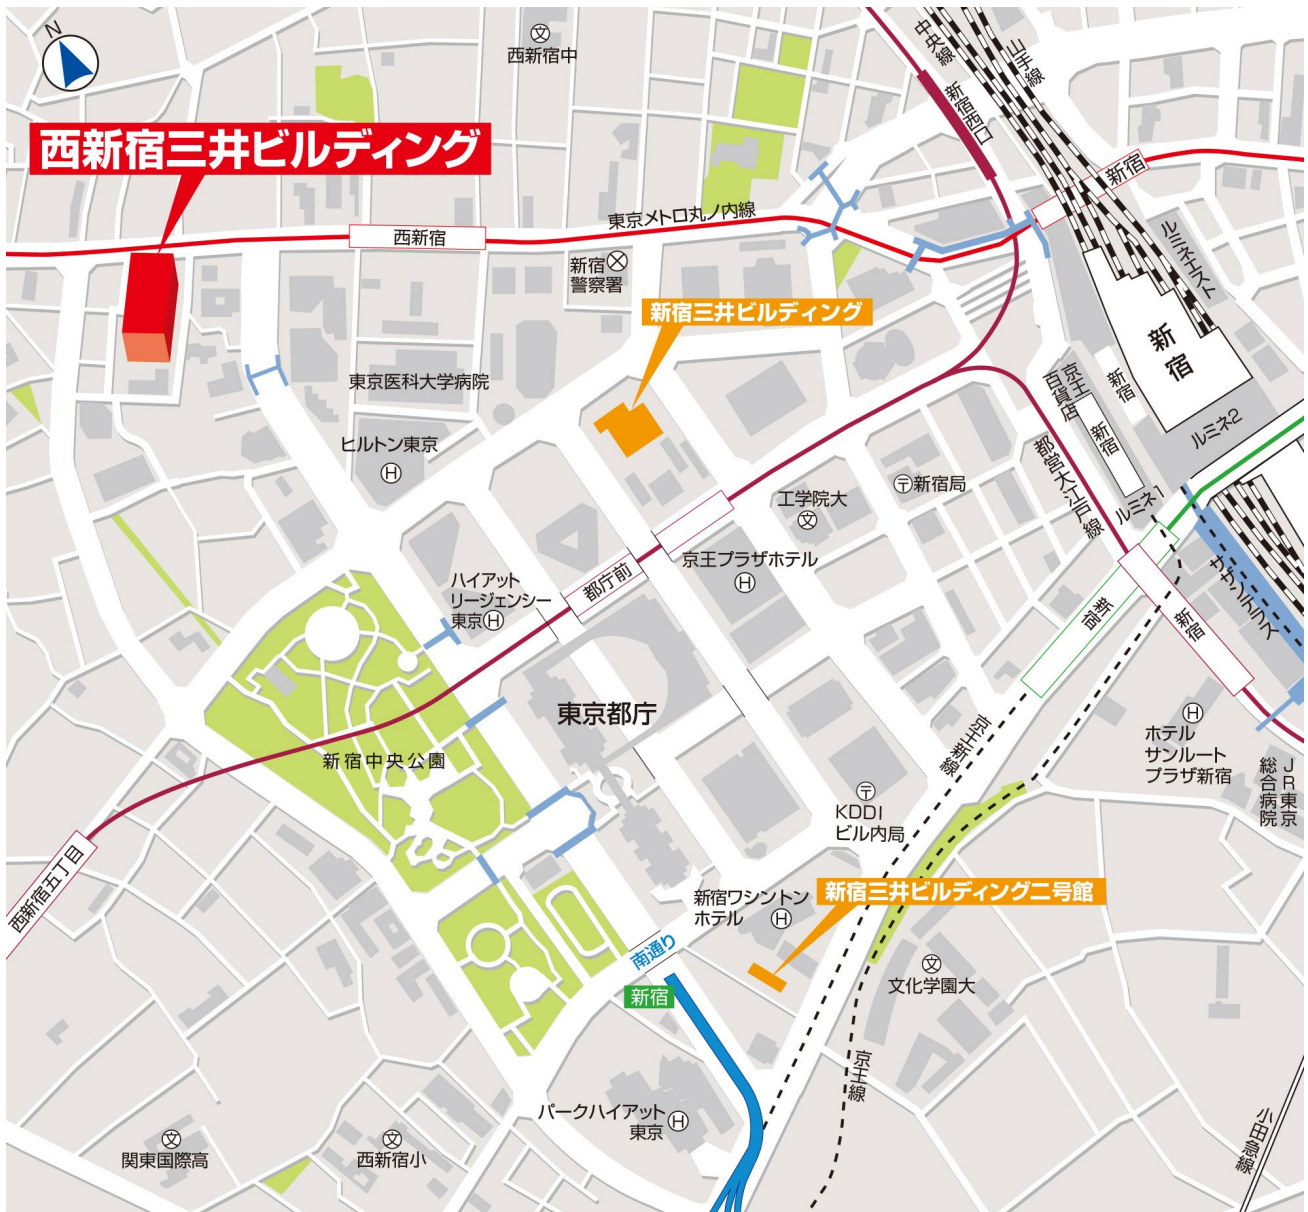 N
文
西新宿中
中央線
山手線
新宿西口
西新宿三井ビルディング
新宿
東京メトロ丸ノ内線
西新宿
ルミネエスト
新宿
警察署
新宿三井ビルディング
新宿
京王
百貨店
新宿
新宿
ルミネ2
東京医科大学病院
ヒルトン東京
H
都営大江戸線
ルミネ1
〒新宿局
工学院大
文
京王プラザホテル
H
都庁前
ハイアット
リージェンシー
東京H
新宿
新宿
サザンテラス
東京都庁
新宿中央公園
京王新線
H
ホテル
サンルート
プラザ新宿
JR東京
総合病院
〒
KDDI
ビル内局
西新宿五丁目
新宿ワシントン
ホテル H
新宿三井ビルディング二号館
南通り
新宿
文
文化学園大
京王線
パークハイアット
東京
H
文
関東国際高
文
西新宿小
小田急線